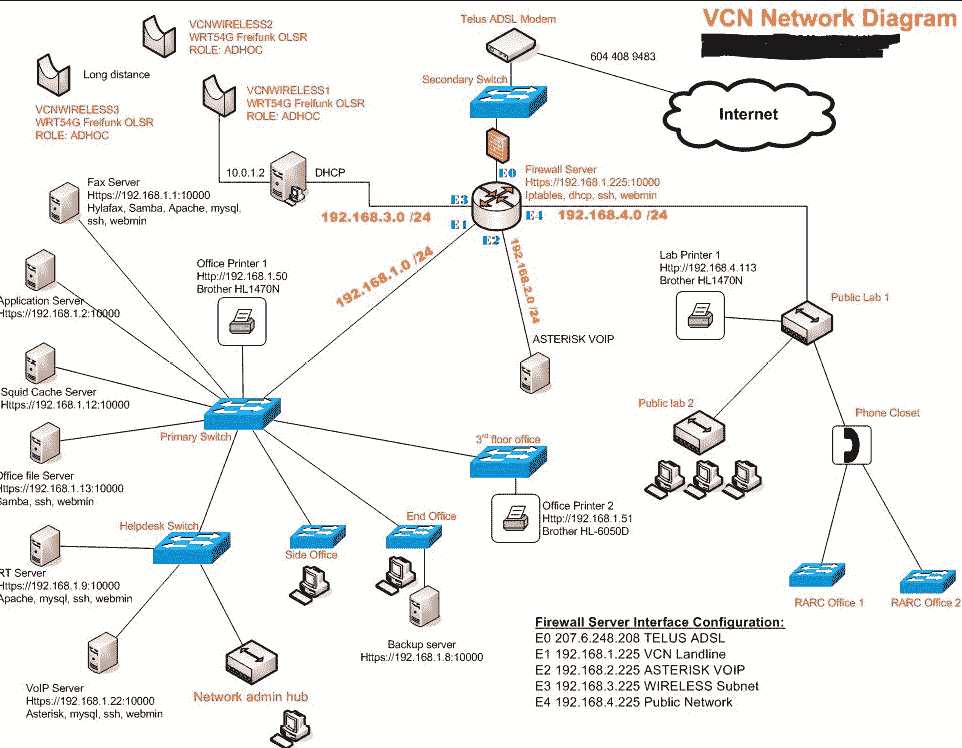 VCN Network Diagram
Telus ADSL Modem
604 408 9483
Secondary Switch
Internet
VCNWIRELESS2
WRT54G Freifunk OLSR
ROLE: ADHOC
Long distance
VCNWIRELESS3
WRT54G Freifunk OLSR
ROLE: ADHOC
VCNWIRELESS1
WRT54G Freifunk OLSR
ROLE: ADHOC
10.0.1.2
DHCP
E0
Firewall Server
Https://192.168.1.225:10000
Iptables, dhcp, ssh, webmin
E3
E4
E1
E2
192.168.3.0 /24
192.168.4.0 /24
192.168.1.0 /24
192.168.2.0 /24
Fax Server
Https://192.168.1.1:10000
Hylafax, Samba, Apache, mysql,
ssh, webmin
Application Server
Https://192.168.1.2:10000
Office Printer 1
Http://192.168.1.50
Brother HL1470N
Lab Printer 1
Http://192.168.4.113
Brother HL1470N
Public Lab 1
ASTERISK VOIP
Squid Cache Server
Https://192.168.1.12:10000
Primary Switch
Public lab 2
Phone Closet
3rd floor office
Office file Server
Https://192.168.1.13:10000
Samba, ssh, webmin
Office Printer 2
Http://192.168.1.51
Brother HL-6050D
Helpdesk Switch
End Office
Side Office
RT Server
Https://192.168.1.9:10000
Apache, mysql, ssh, webmin
RARC Office 1
RARC Office 2
Backup server
Https://192.168.1.8:10000
VoIP Server
Https://192.168.1.22:10000
Asterisk, mysql, ssh, webmin
Network admin hub
Firewall Server Interface Configuration:
E0 207.6.248.208 TELUS ADSL
E1 192.168.1.225 VCN Landline
E2 192.168.2.225 ASTERISK VOIP
E3 192.168.3.225 WIRELESS Subnet
E4 192.168.4.225 Public Network